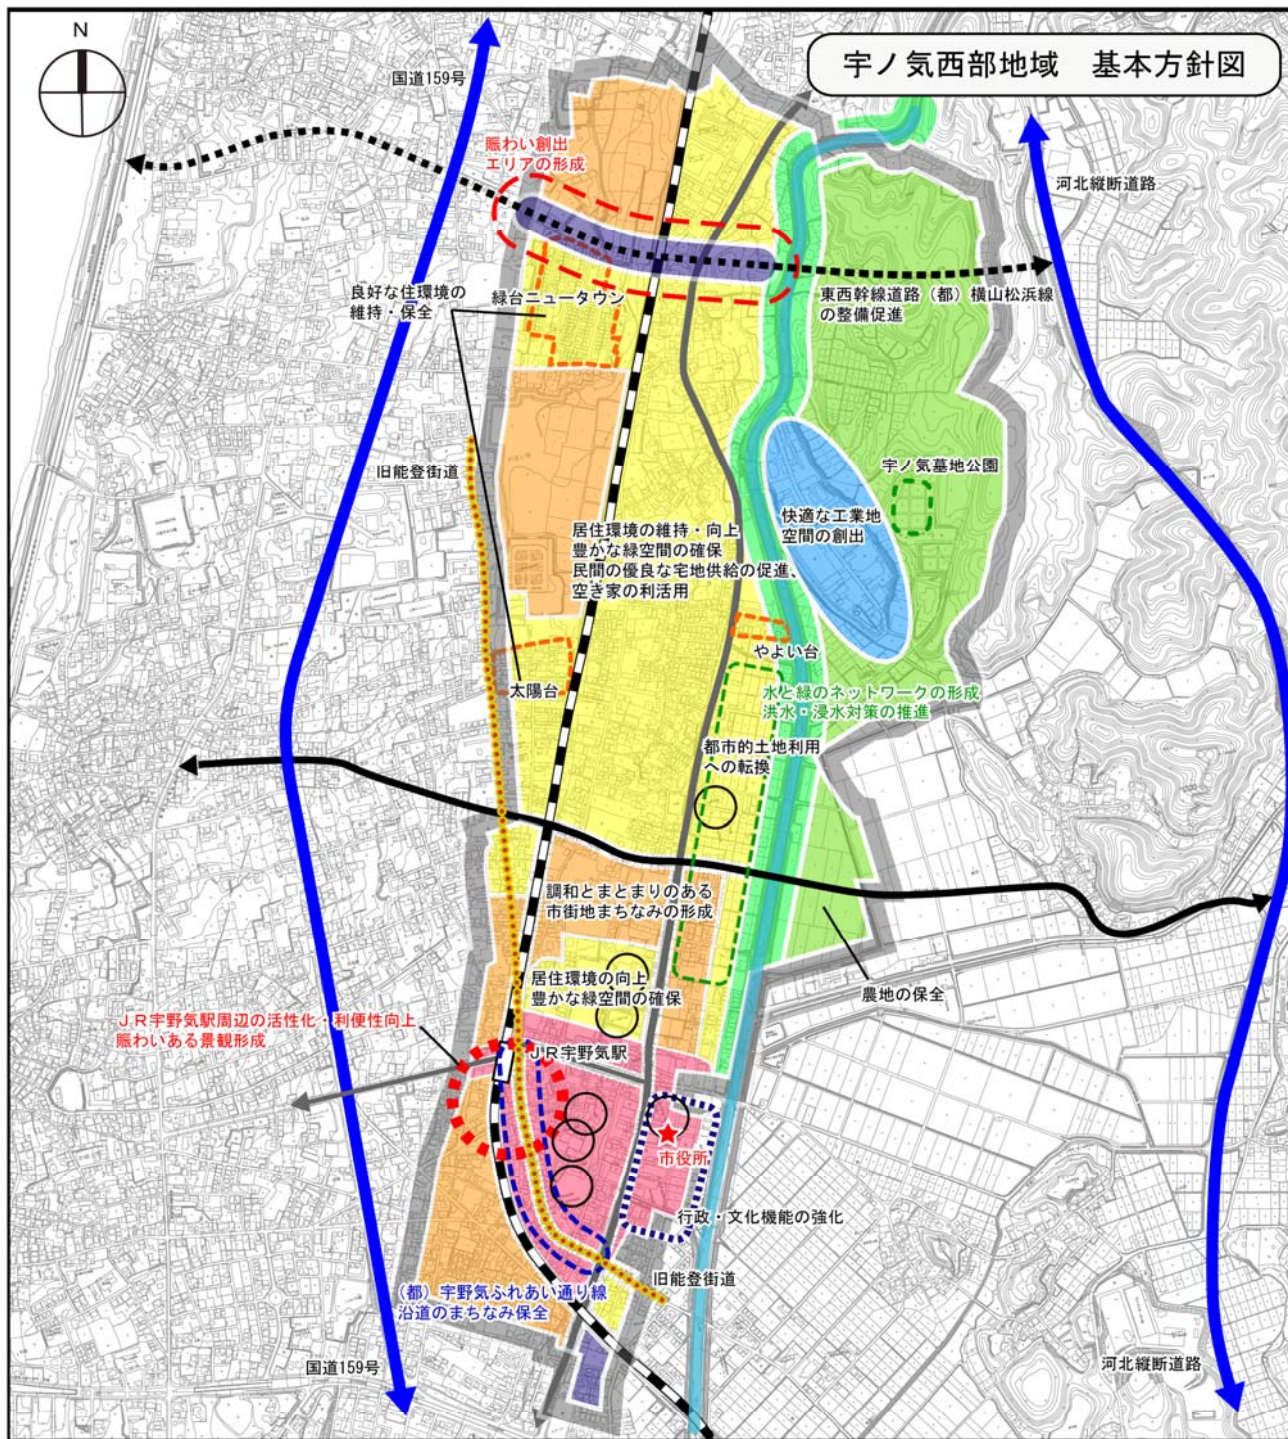 N
宇ノ気西部地域　基本方針図
国道159号
賑わい創出
エリアの形成
河北縦断道路
良好な住環境の
維持・保全
緑台ニュータウン
東西幹線道路（都）横山松浜線
の整備促進
旧能登街道
宇ノ気墓地公園
快適な工業地
空間の創出
居住環境の維持・向上
豊かな緑空間の確保
民間の優良な宅地供給の促進、
空き家の利活用
やよい台
太陽台
水と緑のネットワークの形成
洪水・浸水対策の推進
都市的土地利用
への転換
調和とまとまりのある
市街地まちなみの形成
居住環境の向上
豊かな緑空間の確保
農地の保全
ＪＲ宇野気駅周辺の活性化・利便性向上
賑わいある景観形成
ＪＲ宇野気駅
市役所
行政・文化機能の強化
旧能登街道
（都）宇野気ふれあい通り線
沿道のまちなみ保全
国道159号
河北縦断道路